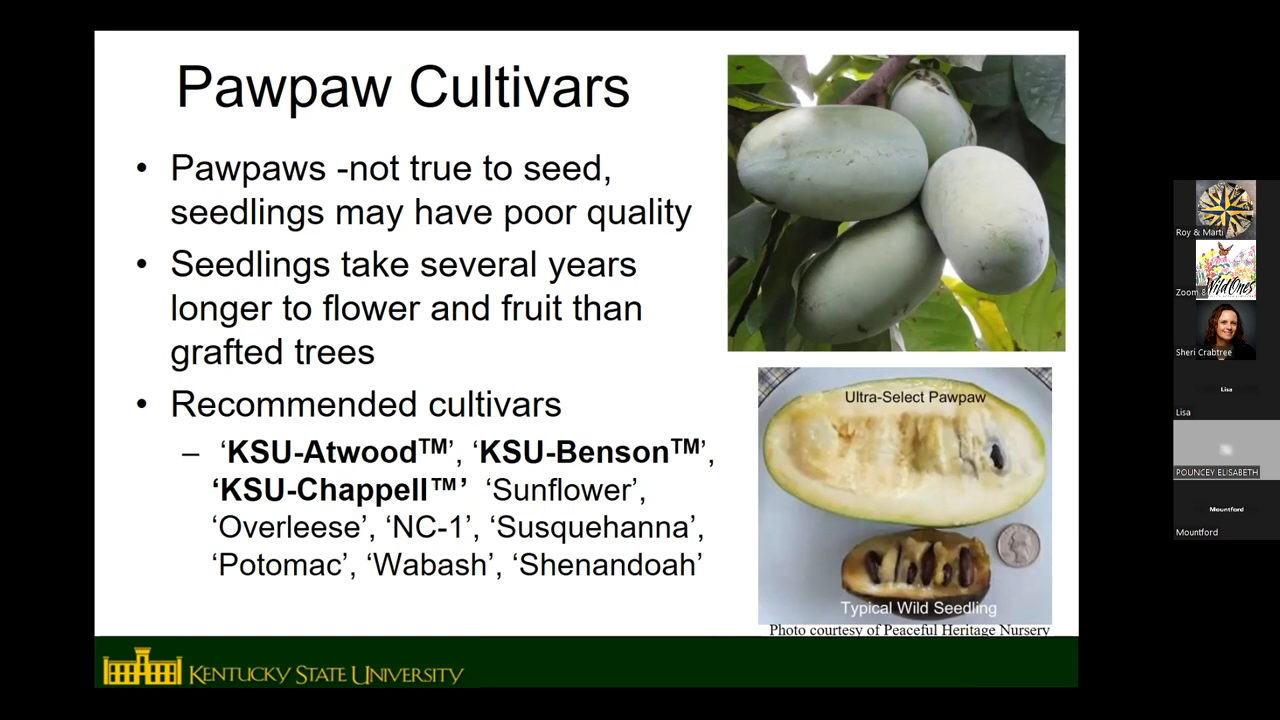 Pawpaw Cultivars
• Pawpaws -not true to seed,
seedlings may have poor quality
• Seedlings take several years
longer to flower and fruit than
grafted trees
• Recommended cultivars
– ‘KSU-Atwood™’, ‘KSU-Benson™’,
‘KSU-Chappell™’ ‘Sunflower’,
‘Overleese’, ‘NC-1’, ‘Susquehanna’,
‘Potomac’, ‘Wabash’, ‘Shenandoah’
Ultra-Select Pawpaw
Typical Wild Seedling
Photo courtesy of Peaceful Heritage Nursery
KENTUCKY STATE UNIVERSITY
Roy & Marti
Wild Ones
Zoom 8
Sheri Crabtree
Lisa
Lisa
POUNCEY ELISABETH
Mountford
Mountford